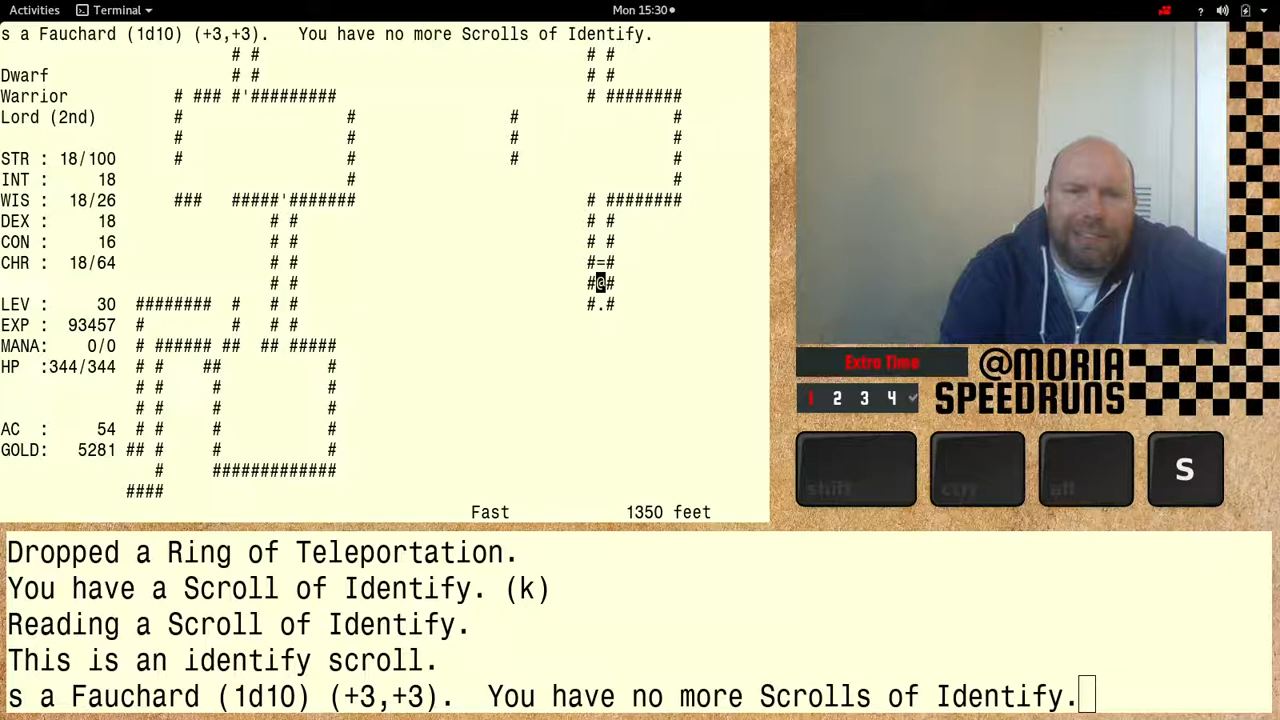 Activities Terminal Mon 15:30
s a Fauchard (1d10) (+3,+3). You have no more Scrolls of Identify.
# # # #
Dwarf # # # #
Warrior # ### #'######### # ########
Lord (2nd) # # # #
# # # #
STR : 18/100 # # # #
INT : 18 # #
WIS : 18/26 ### #####'####### # ########
DEX : 18 # # # #
CON : 16 # # # #
CHR : 18/64 # # #=#
# # #@#
LEV : 30 ######## # # # #.#
EXP : 93457 # # # #
MANA: 0/0 # ###### ## ## #####
HP :344/344 # # ## #
# # # #
# # # #
AC : 54 # # # #
GOLD: 5281 ## # # #
# #############
####
Fast 1350 feet
Extro Time
@MORIA
1 2 3 4 ✓
SPEEDRUNS
shift ctrl alt S
Dropped a Ring of Teleportation.
You have a Scroll of Identify. (k)
Reading a Scroll of Identify.
This is an identify scroll.
s a Fauchard (1d10) (+3,+3). You have no more Scrolls of Identify.